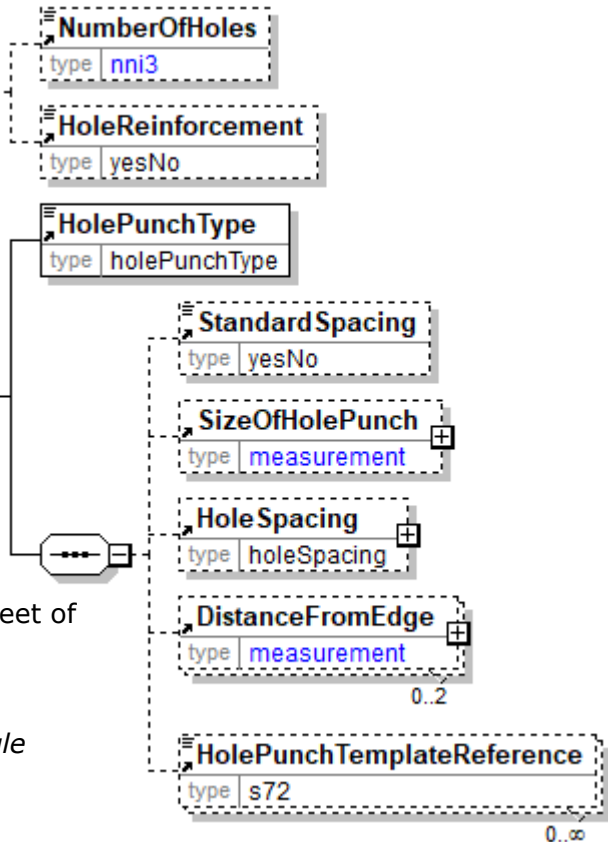 NumberOfHoles
type nni3
HoleReinforcement
type yesNo
HolePunchType
type holePunchType
StandardSpacing
type yesNo
SizeOfHolePunch
type measurement
HoleSpacing
type holeSpacing
eet of
DistanceFromEdge
type measurement
0..2
le
HolePunchTemplateReference
type s72
0..∞